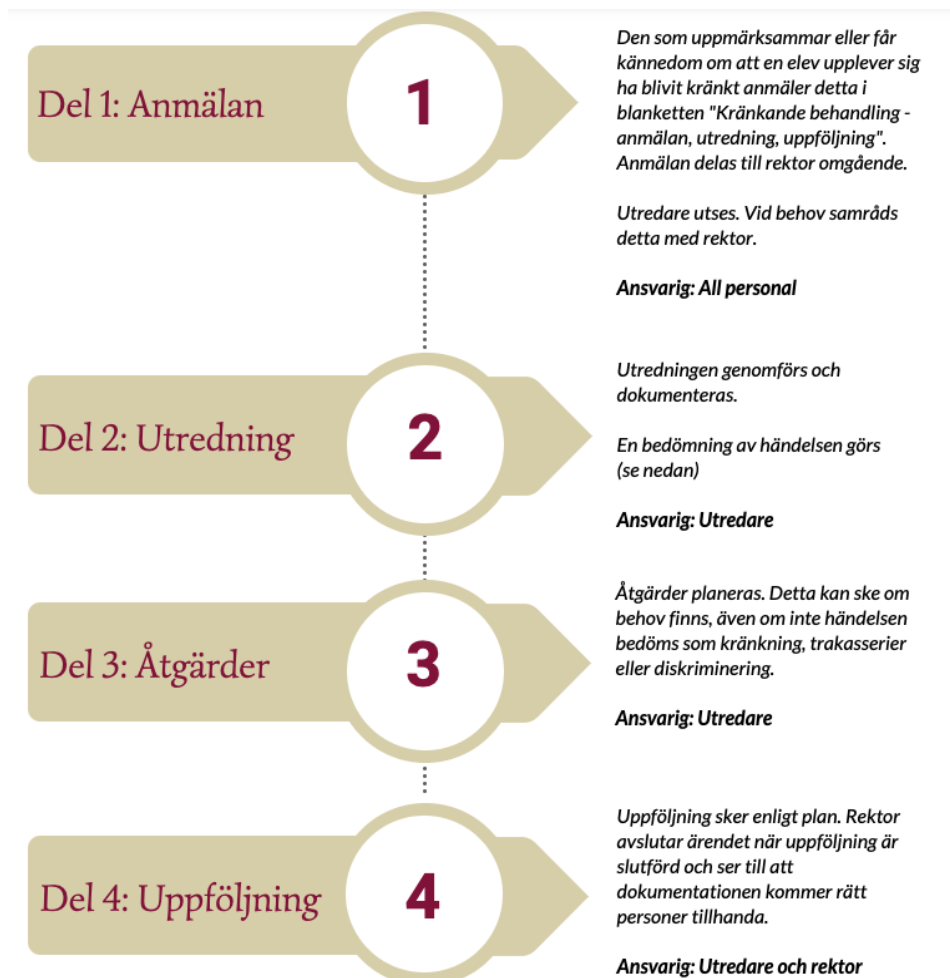 Del 1: Anmälan
1
Den som uppmärksammar eller får
kännedom om att en elev upplever sig
ha blivit kränkt anmäler detta i
blanketten "Kränkande behandling -
anmälan, utredning, uppföljning".
Anmälan delas till rektor omgående.
Utredare utses. Vid behov samråds
detta med rektor.
Ansvarig: All personal
Del 2: Utredning
2
Utredningen genomförs och
dokumenteras.
En bedömning av händelsen görs
(se nedan)
Ansvarig: Utredare
Del 3: Åtgärder
3
Åtgärder planeras. Detta kan ske om
behov finns, även om inte händelsen
bedöms som kränkning, trakasserier
eller diskriminering.
Ansvarig: Utredare
Del 4: Uppföljning
4
Uppföljning sker enligt plan. Rektor
avslutar ärendet när uppföljning är
slutförd och ser till att
dokumentationen kommer rätt
personer tillhanda.
Ansvarig: Utredare och rektor